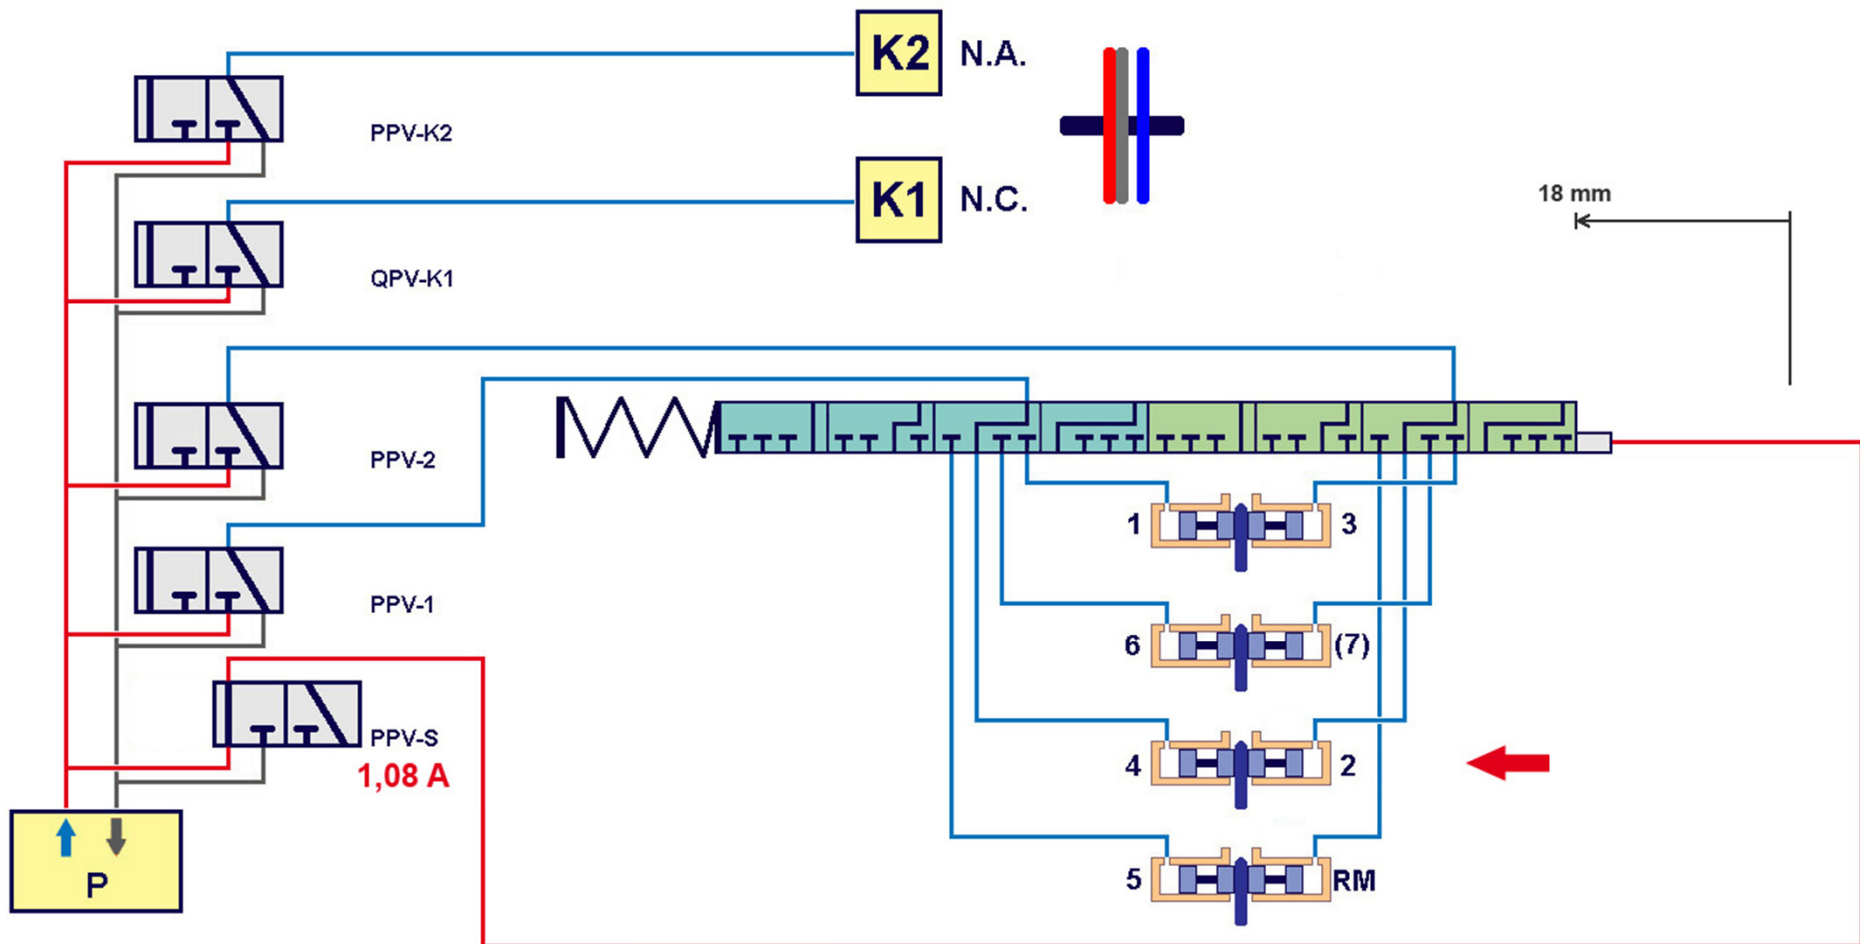 K2 N.A.
PPV-K2
K1 N.C.
18 mm
QPV-K1
PPV-2
1 3
PPV-1
6 (7)
PPV-S
1,08 A
4 2
P
5 RM